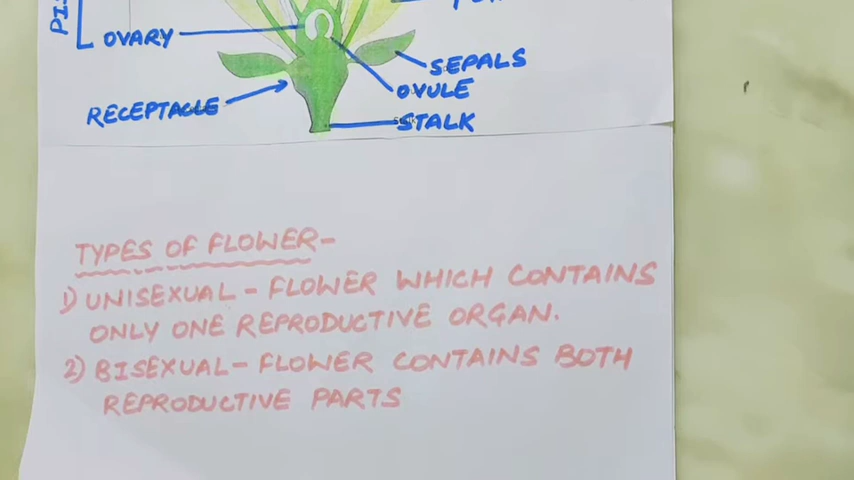 OVARY
SEPALS
OVULE
RECEPTACLE
STALK
TYPES OF FLOWER-
1) UNISEXUAL - FLOWER WHICH CONTAINS
ONLY ONE REPRODUCTIVE ORGAN.
2) BISEXUAL - FLOWER CONTAINS BOTH
REPRODUCTIVE PARTS